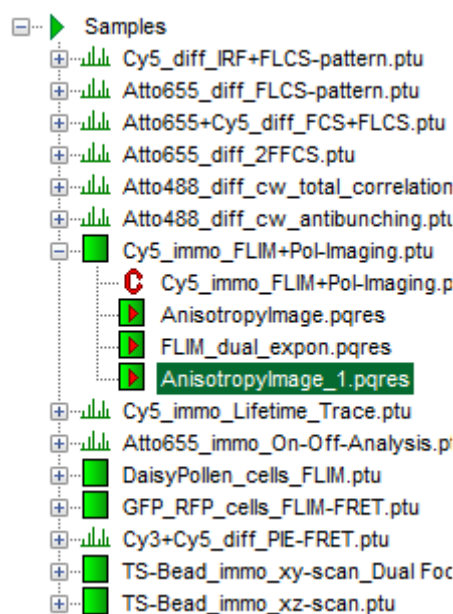 Samples
Cy5_diff_IRF+FLCS-pattern.ptu
Atto655_diff_FLCS-pattern.ptu
Atto655+Cy5_diff_FCS+FLCS.ptu
Atto655_diff_2FFCS.ptu
Atto488_diff_cw_total_correlation
Atto488_diff_cw_antibunching.ptu
Cy5_immo_FLIM+Pol-Imaging.ptu
C Cy5_immo_FLIM+Pol-Imaging.p
AnisotropyImage.pqres
FLIM_dual_expon.pqres
AnisotropyImage_1.pqres
Cy5_immo_Lifetime_Trace.ptu
Atto655_immo_On-Off-Analysis.pt
DaisyPollen_cells_FLIM.ptu
GFP_RFP_cells_FLIM-FRET.ptu
Cy3+Cy5_diff_PIE-FRET.ptu
TS-Bead_immo_xy-scan_Dual Foc
TS-Bead_immo_xz-scan.ptu